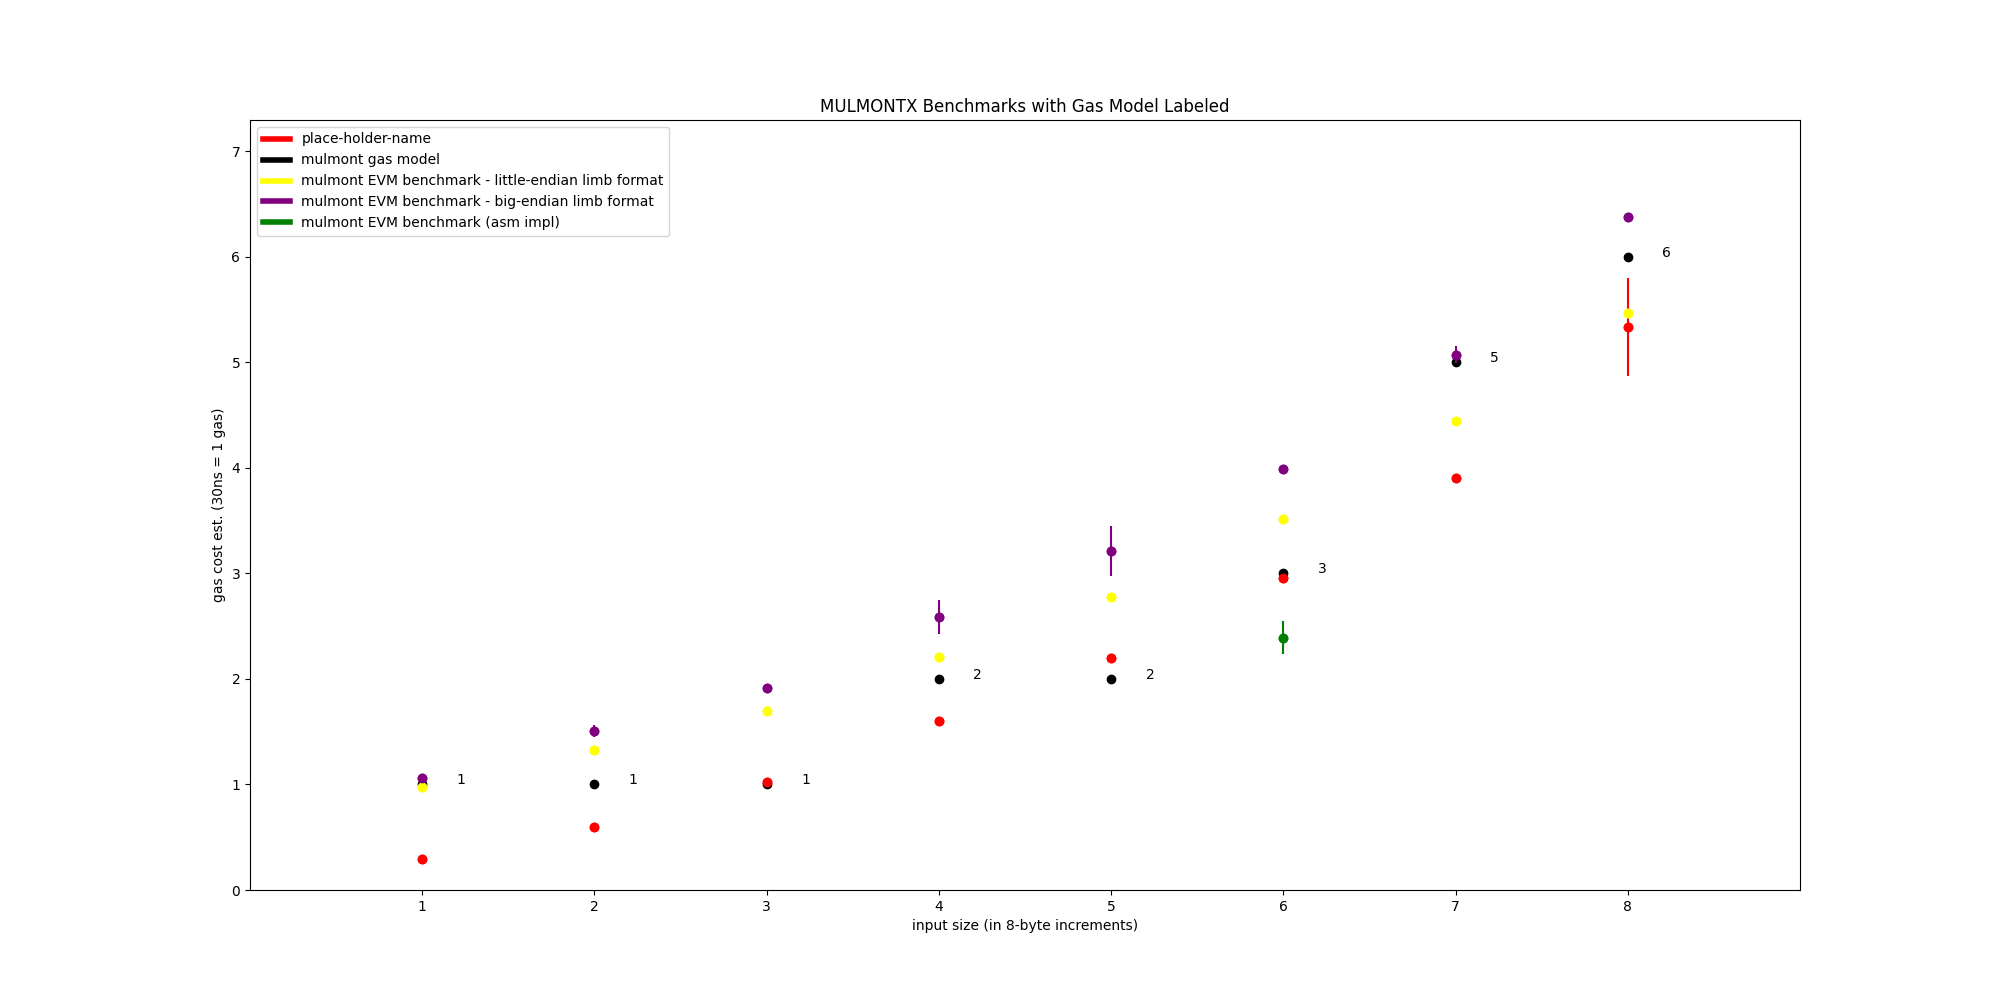 MULMONTX Benchmarks with Gas Model Labeled
place-holder-name
mulmont gas model
mulmont EVM benchmark - little-endian limb format
mulmont EVM benchmark - big-endian limb format
mulmont EVM benchmark (asm impl)
gas cost est. (30ns = 1 gas)
7
6
5
4
3
2
1
0
1
1
1
2
2
3
5
6
1 2 3 4 5 6 7 8
input size (in 8-byte increments)